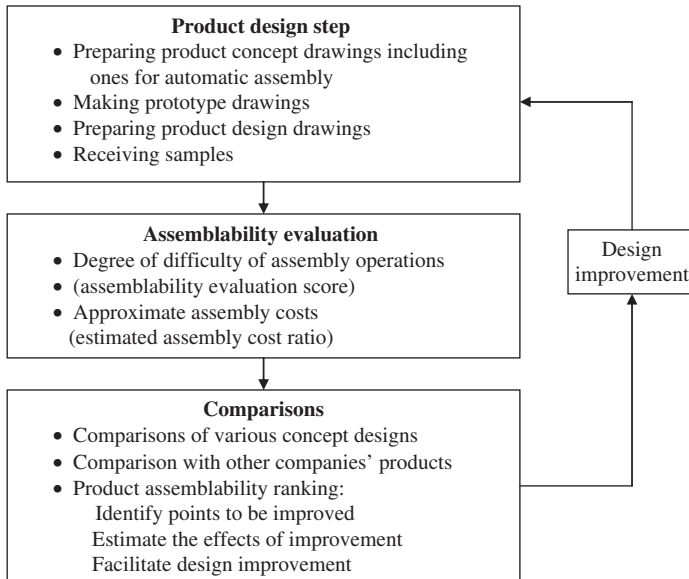 Product design step
• Preparing product concept drawings including
ones for automatic assembly
• Making prototype drawings
• Preparing product design drawings
• Receiving samples
Assemblability evaluation
• Degree of difficulty of assembly operations
• (assemblability evaluation score)
• Approximate assembly costs
(estimated assembly cost ratio)
Design
improvement
Comparisons
• Comparisons of various concept designs
• Comparison with other companies’ products
• Product assemblability ranking:
Identify points to be improved
Estimate the effects of improvement
Facilitate design improvement